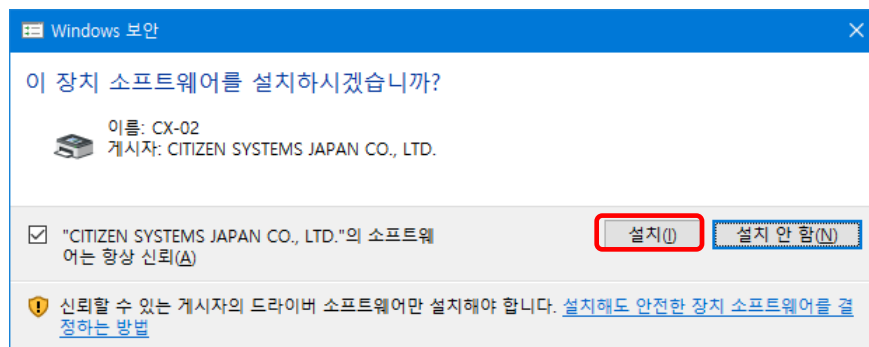 Windows 보안
이 장치 소프트웨어를 설치하시겠습니까?
이름: CX-02
게시자: CITIZEN SYSTEMS JAPAN CO., LTD.
"CITIZEN SYSTEMS JAPAN CO., LTD."의 소프트웨
어는 항상 신뢰(A)
설치(I)
설치 안 함(N)
신뢰할 수 있는 게시자의 드라이버 소프트웨어만 설치해야 합니다. 설치해도 안전한 장치 소프트웨어를 결
정하는 방법